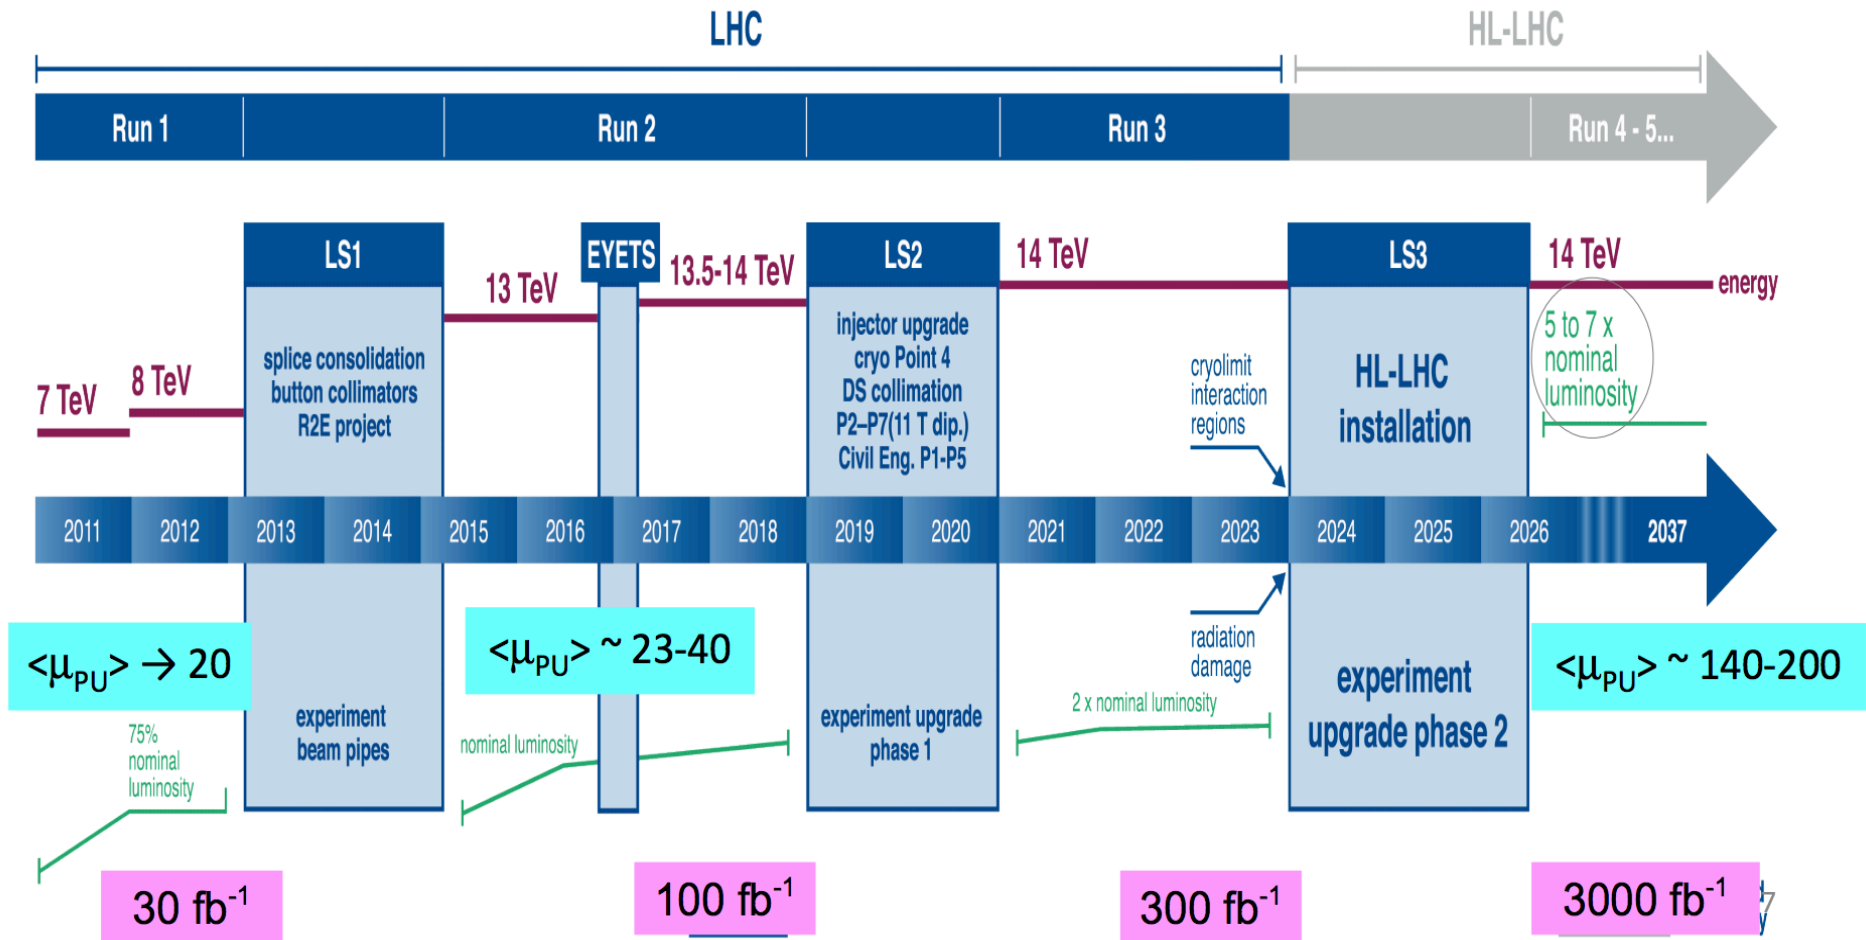 LHC
HL-LHC
Run 1
Run 2
Run 3
Run 4 - 5...
LS1
EYETS
13.5-14 TeV
LS2
14 TeV
LS3
14 TeV
energy
13 TeV
7 TeV
8 TeV
splice consolidation
button collimators
R2E project
injector upgrade
cryo Point 4
DS collimation
P2–P7(11 T dip.)
Civil Eng. P1-P5
cryolimit
interaction
regions
HL-LHC
installation
5 to 7 x
nominal
luminosity
2011
2012
2013
2014
2015
2016
2017
2018
2019
2020
2021
2022
2023
2024
2025
2026
2037
<μPU> → 20
<μPU> ~ 23-40
radiation
damage
<μPU> ~ 140-200
75%
nominal
luminosity
experiment
beam pipes
nominal luminosity
experiment upgrade
phase 1
2 x nominal luminosity
experiment
upgrade phase 2
30 fb-1
100 fb-1
300 fb-1
3000 fb-1
7